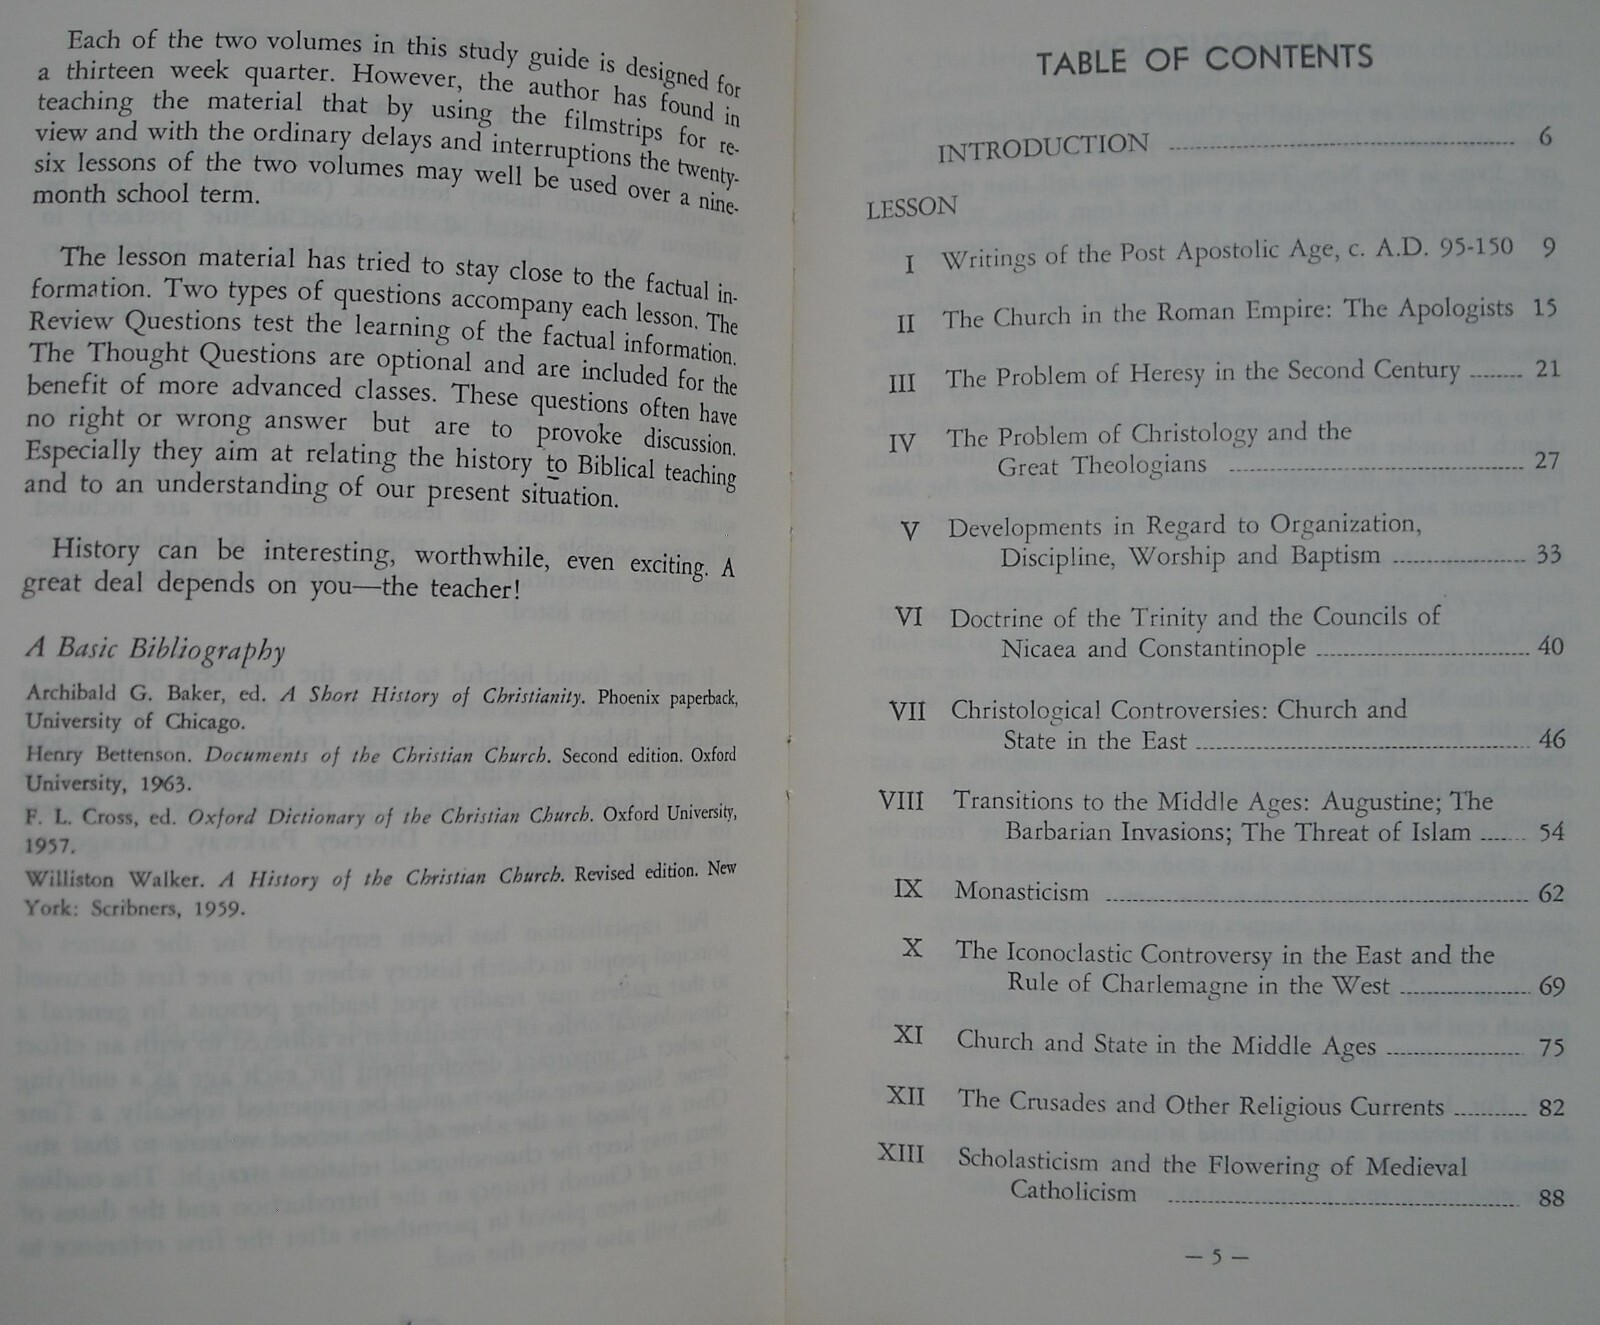 Each of the two volumes in this study guide is designed for
a thirteen week quarter. However, the author has found in
teaching the material that by using the filmstrips for re-
view and with the ordinary delays and interruptions the twenty-
six lessons of the two volumes may well be used over a nine-
month school term.
The lesson material has tried to stay close to the factual in-
formation. Two types of questions accompany each lesson. The
Review Questions test the learning of the factual information.
The Thought Questions are optional and are included for the
benefit of more advanced classes. These questions often have
no right or wrong answer but are to provoke discussion.
Especially they aim at relating the history to Biblical teaching
and to an understanding of our present situation.
History can be interesting, worthwhile, even exciting. A
great deal depends on you—the teacher!
A Basic Bibliography
Archibald G. Baker, ed. A Short History of Christianity. Phoenix paperback,
University of Chicago.
Henry Bettenson. Documents of the Christian Church. Second edition. Oxford
University, 1963.
F. L. Cross, ed. Oxford Dictionary of the Christian Church. Oxford University,
1957.
Williston Walker. A History of the Christian Church. Revised edition. New
York: Scribners, 1959.
TABLE OF CONTENTS
INTRODUCTION 6
LESSON
I Writings of the Post Apostolic Age, c. A.D. 95-150 9
II The Church in the Roman Empire: The Apologists 15
III The Problem of Heresy in the Second Century 21
IV The Problem of Christology and the
Great Theologians 27
V Developments in Regard to Organization,
Discipline, Worship and Baptism 33
VI Doctrine of the Trinity and the Councils of
Nicaea and Constantinople 40
VII Christological Controversies: Church and
State in the East 46
VIII Transitions to the Middle Ages: Augustine; The
Barbarian Invasions; The Threat of Islam 54
IX Monasticism 62
X The Iconoclastic Controversy in the East and the
Rule of Charlemagne in the West 69
XI Church and State in the Middle Ages 75
XII The Crusades and Other Religious Currents 82
XIII Scholasticism and the Flowering of Medieval
Catholicism 88
— 5 —